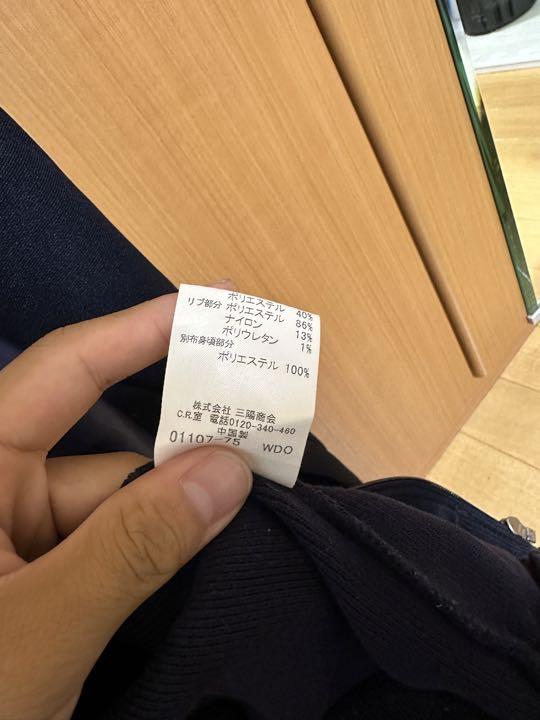 ポリエステル 40%
リブ部分 ポリエステル 86%
ナイロン 13%
ポリウレタン 1%
別布身頃部分
ポリエステル 100%
株式会社 三陽商会
C.R.室 電話0120-340-460
中国製
01107-75 WDO